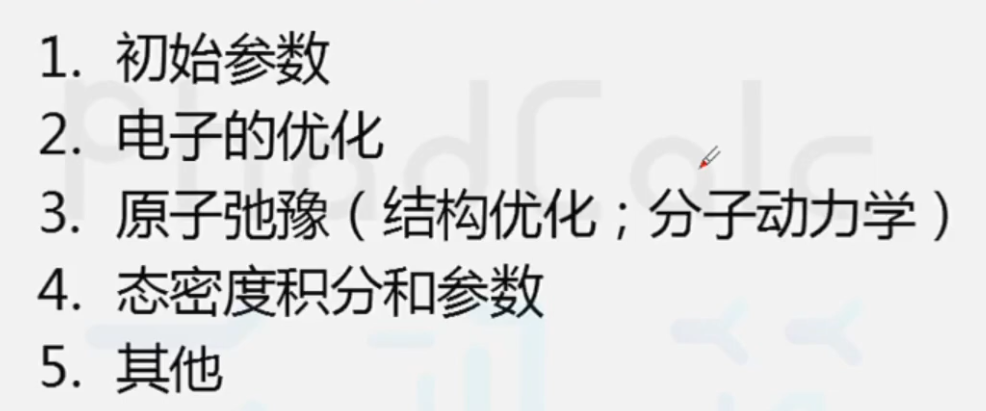 1. 初始参数
2. 电子的优化
3. 原子弛豫（结构优化；分子动力学）
4. 态密度积分和参数
5. 其他
PhadCalc